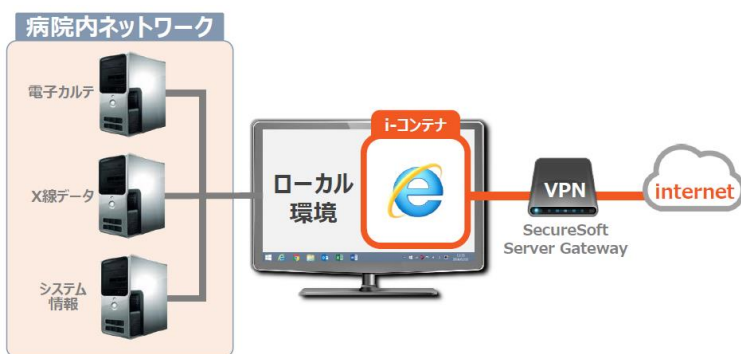 病院内ネットワーク
電子カルテ
X線データ
システム
情報
ローカル
環境
i-コンテナ
VPN
SecureSoft
Server Gateway
internet